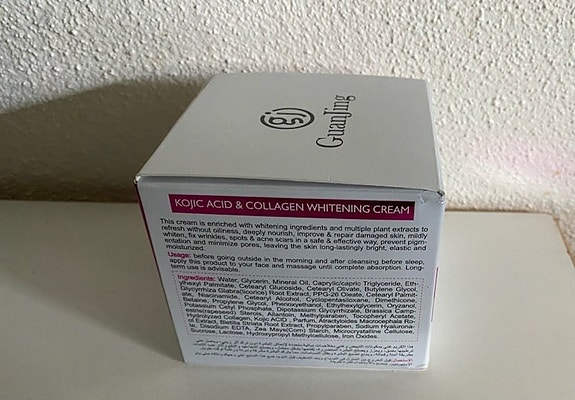 GuanJing
KOJIC ACID & COLLAGEN WHITENING CREAM
This cream is enriched with whitening ingredients and multiple plant extracts to
refresh without oiliness, deeply nourish, improve & repair damaged skin, mildly
whiten, fix wrinkles, spots & acne scars in a safe & effective way, prevent pigm-
entation and minimize pores, leaving the skin long-lastingly bright, elastic and
moisturized.
Usage: before going outside in the morning and after cleansing before sleep,
apply this product to your face and massage until complete absorption. Long-
term use is advisable.
Ingredients: Water, Glycerin, Mineral Oil, Caprylic/capric Triglyceride, Eth-
ylhexyl Palmitate, Cetearyl Glucoside, Cetearyl Olivate, Butylene Glycol,
Glycyrrhiza Glabra(licorice) Root Extract, PPG-26 Oleate, Cetearyl Palmit-
ate, Niacinamide, Cetearyl Alcohol, Cyclopentasiloxane, Dimethicone,
Betaine, Propylene Glycol, Phenoxyethanol, Ethylhexylglycerin, Oryzanol,
Potassium Cetyl Phosphate, Dipotassium Glycyrrhizate, Brassica Camp-
estris(rapeseed) Sterols, Allantoin, Methylparaben, Tocopheryl Acetate,
Hydrolyzed Collagen, Kojic ACID, Parfum, Atractyloides Macrocephala Ro-
ot Extract, Bletilla Striata Root Extract, Propylparaben, Sodium Hyalurona-
te, Disodium EDTA, Zea Mays(Corn) Starch, Microcrystalline Cellulose,
Sucrose, Lactose, Hydroxypropyl Methylcellulose, Iron Oxides.